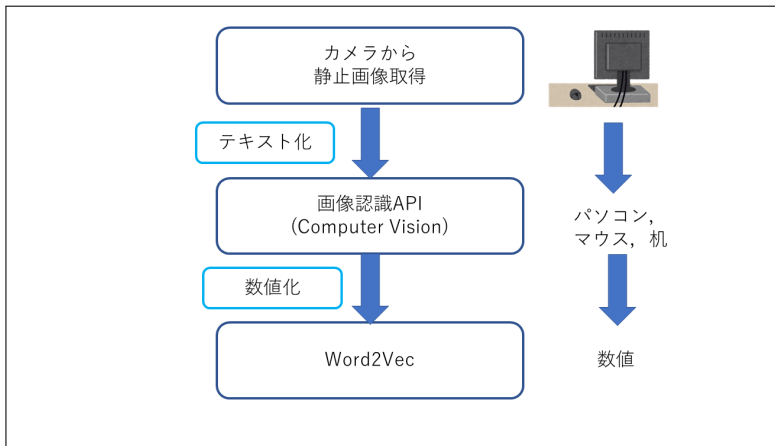 カメラから
静止画像取得
テキスト化
画像認識API
(Computer Vision)
パソコン,
マウス, 机
数値化
Word2Vec
数値